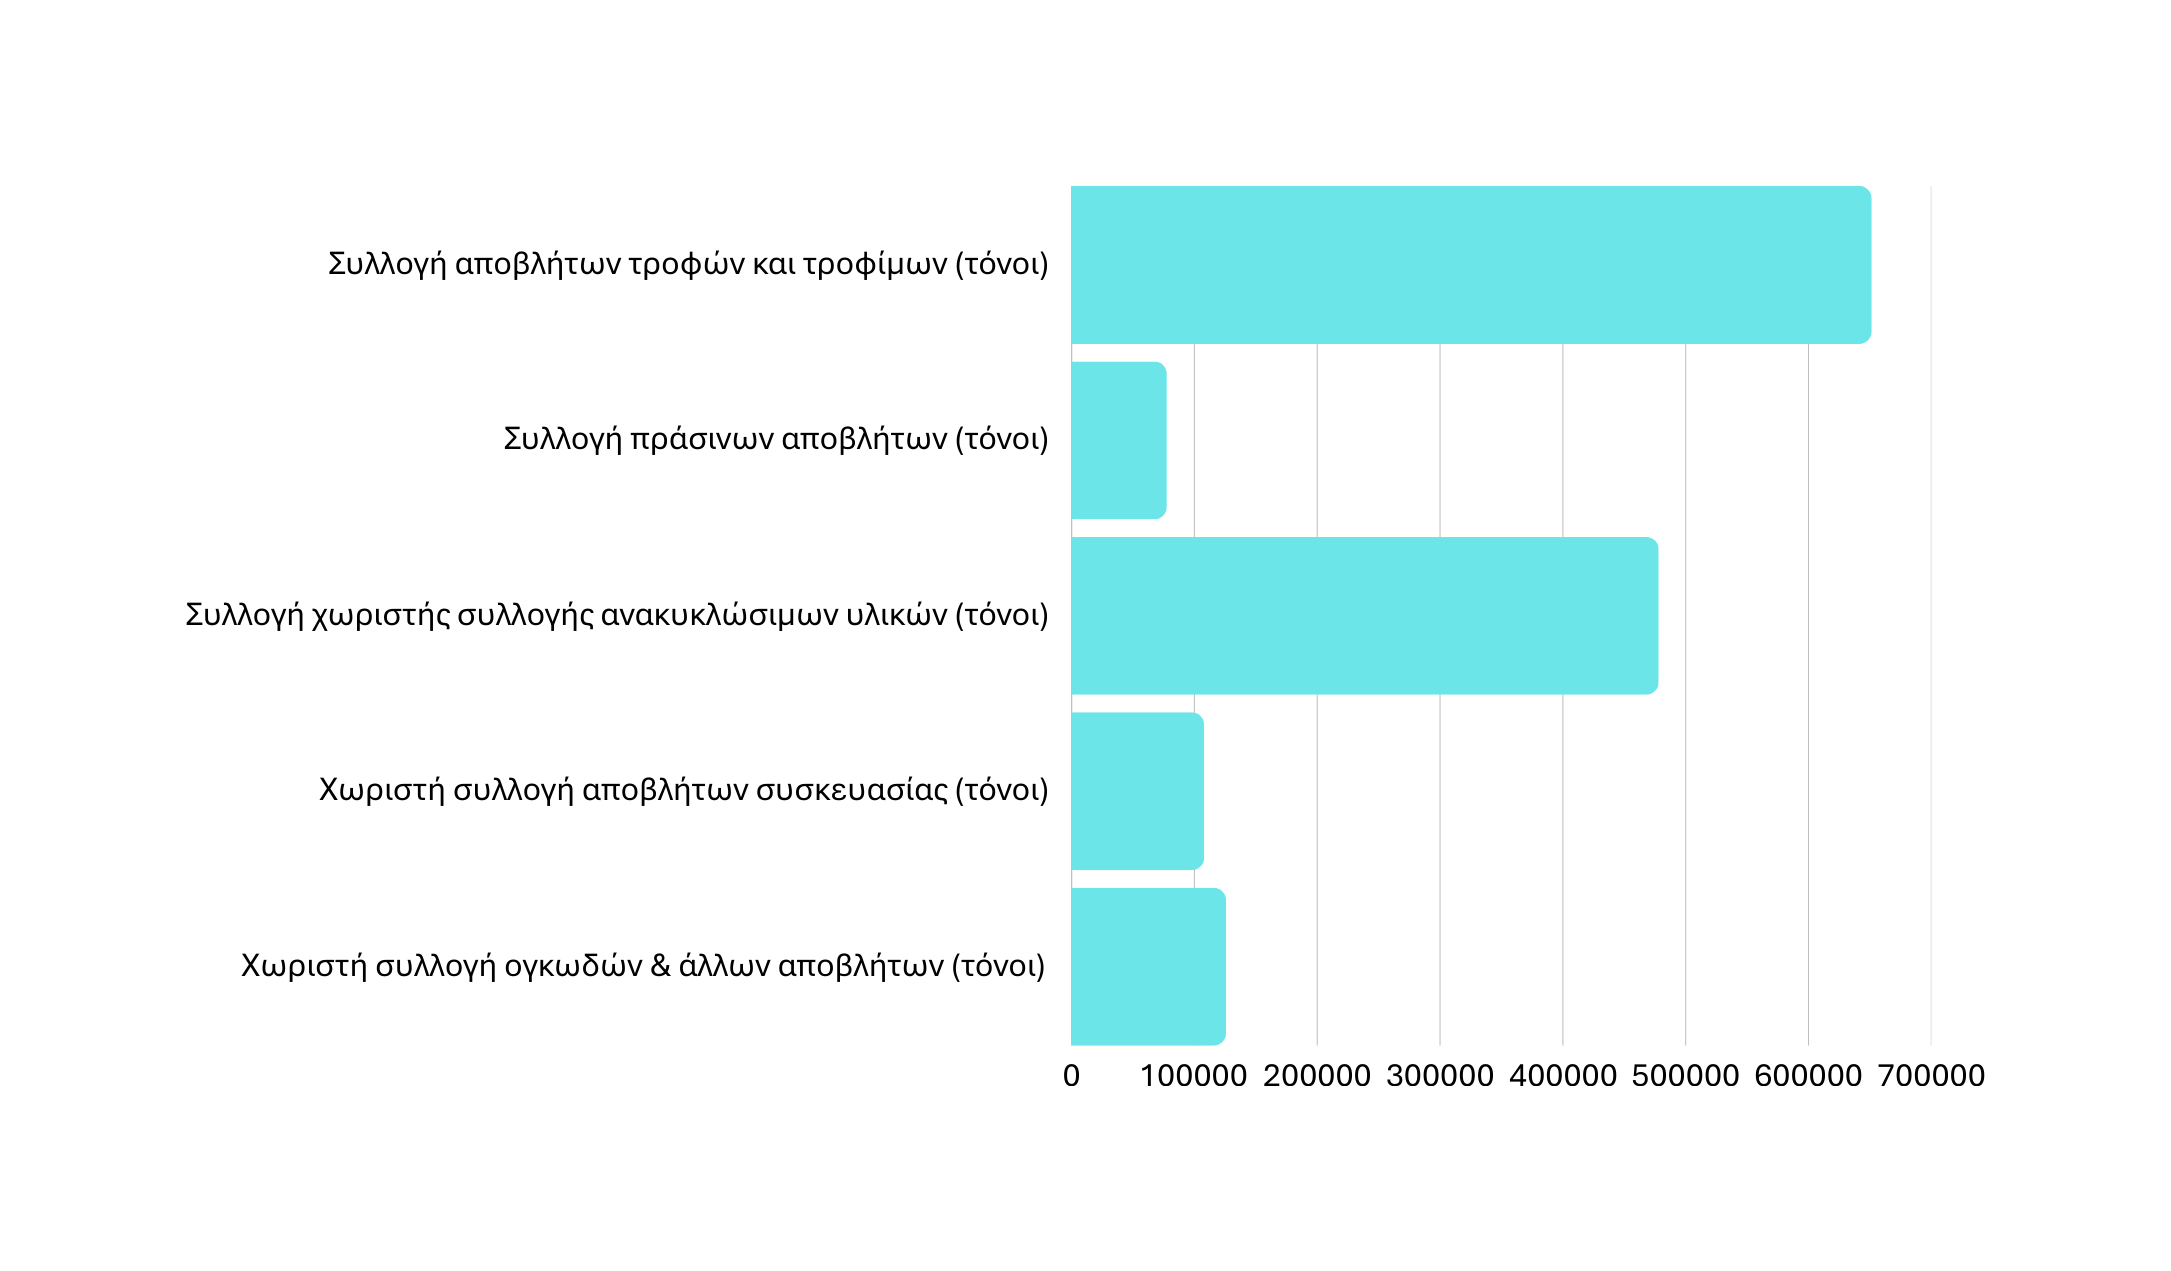 Συλλογή αποβλήτων τροφών και τροφίμων (τόνοι)
Συλλογή πράσινων αποβλήτων (τόνοι)
Συλλογή χωριστής συλλογής ανακυκλώσιμων υλικών (τόνοι)
Χωριστή συλλογή αποβλήτων συσκευασίας (τόνοι)
Χωριστή συλλογή ογκωδών & άλλων αποβλήτων (τόνοι)
0 100000 200000 300000 400000 500000 600000 700000